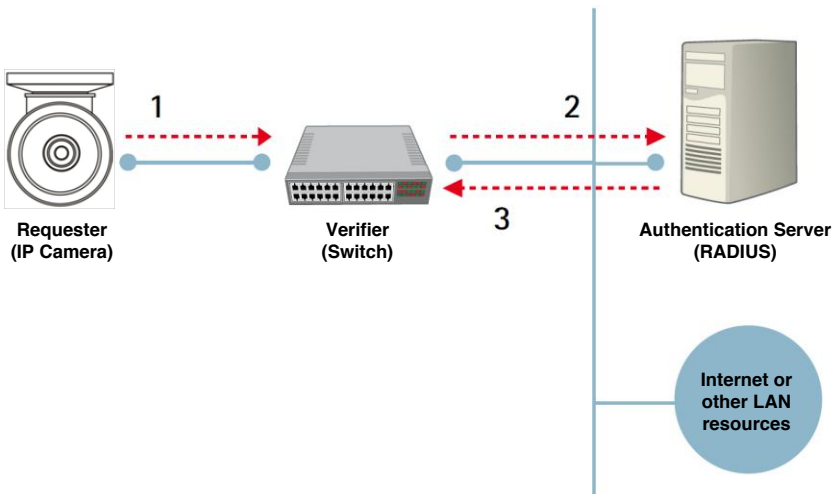 1
2
3
Requester
(IP Camera)
Verifier
(Switch)
Authentication Server
(RADIUS)
Internet or
other LAN
resources